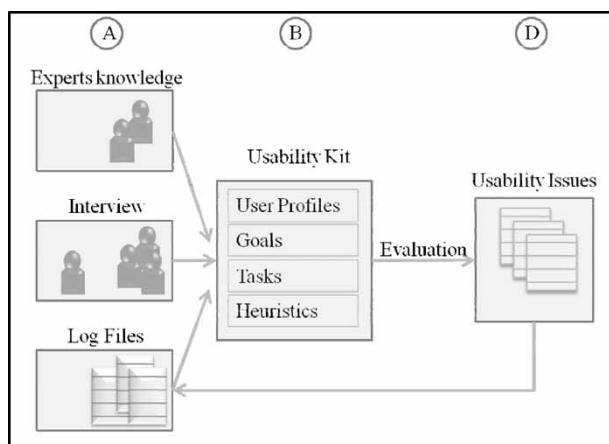 A
B
D
Experts knowledge
Usability Kit
Usability Issues
User Profiles
Interview
Goals
Evaluation
Tasks
Heuristics
Log Files